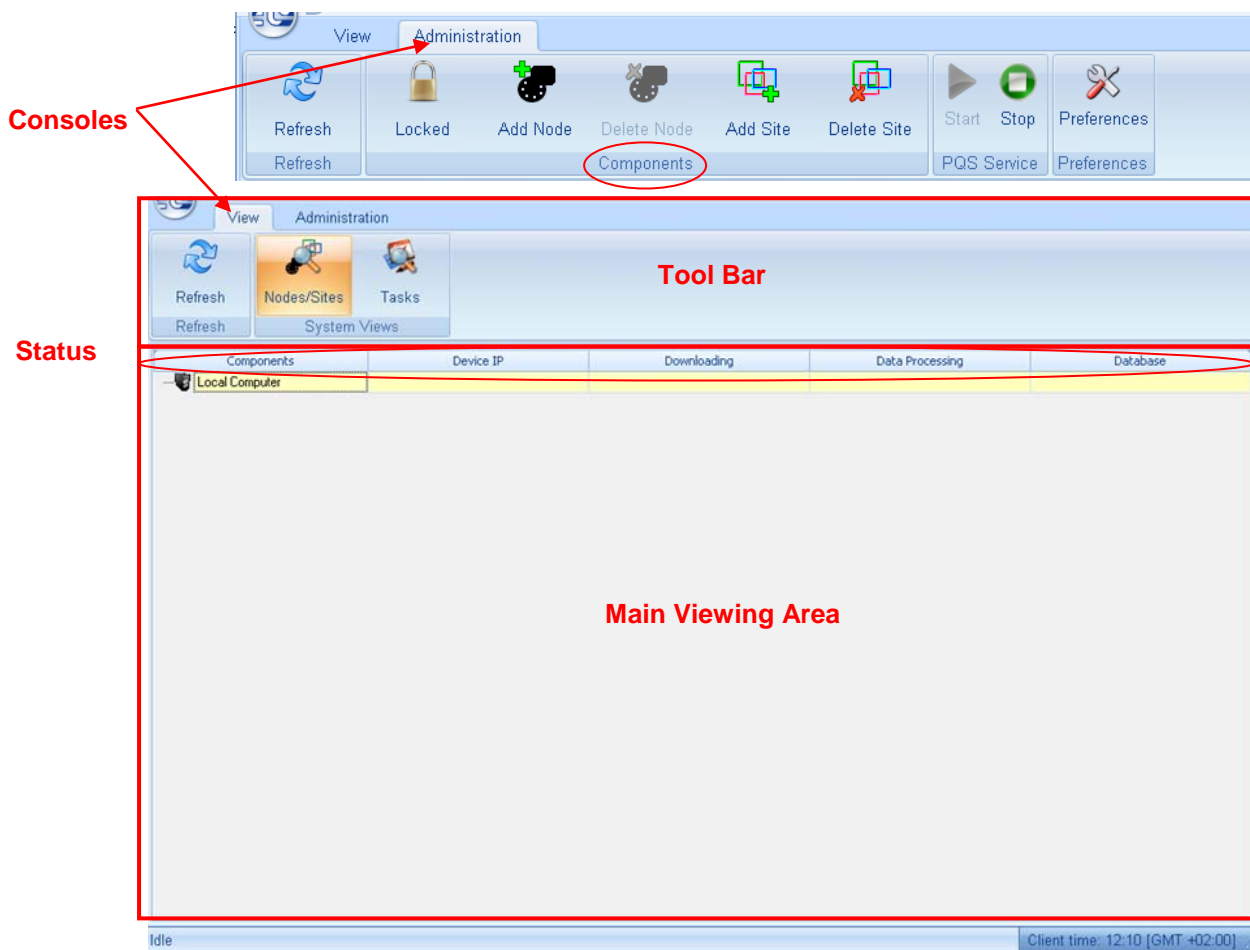 View Administration
Consoles
Refresh Locked Add Node Delete Node Add Site Delete Site Start Stop Preferences
Refresh Components PQS Service Preferences
View Administration
Tool Bar
Refresh Nodes/Sites Tasks
Refresh System Views
Status
Components Device IP Downloading Data Processing Database
Local Computer
Main Viewing Area
Idle Client time: 12:10 [GMT +02:00]